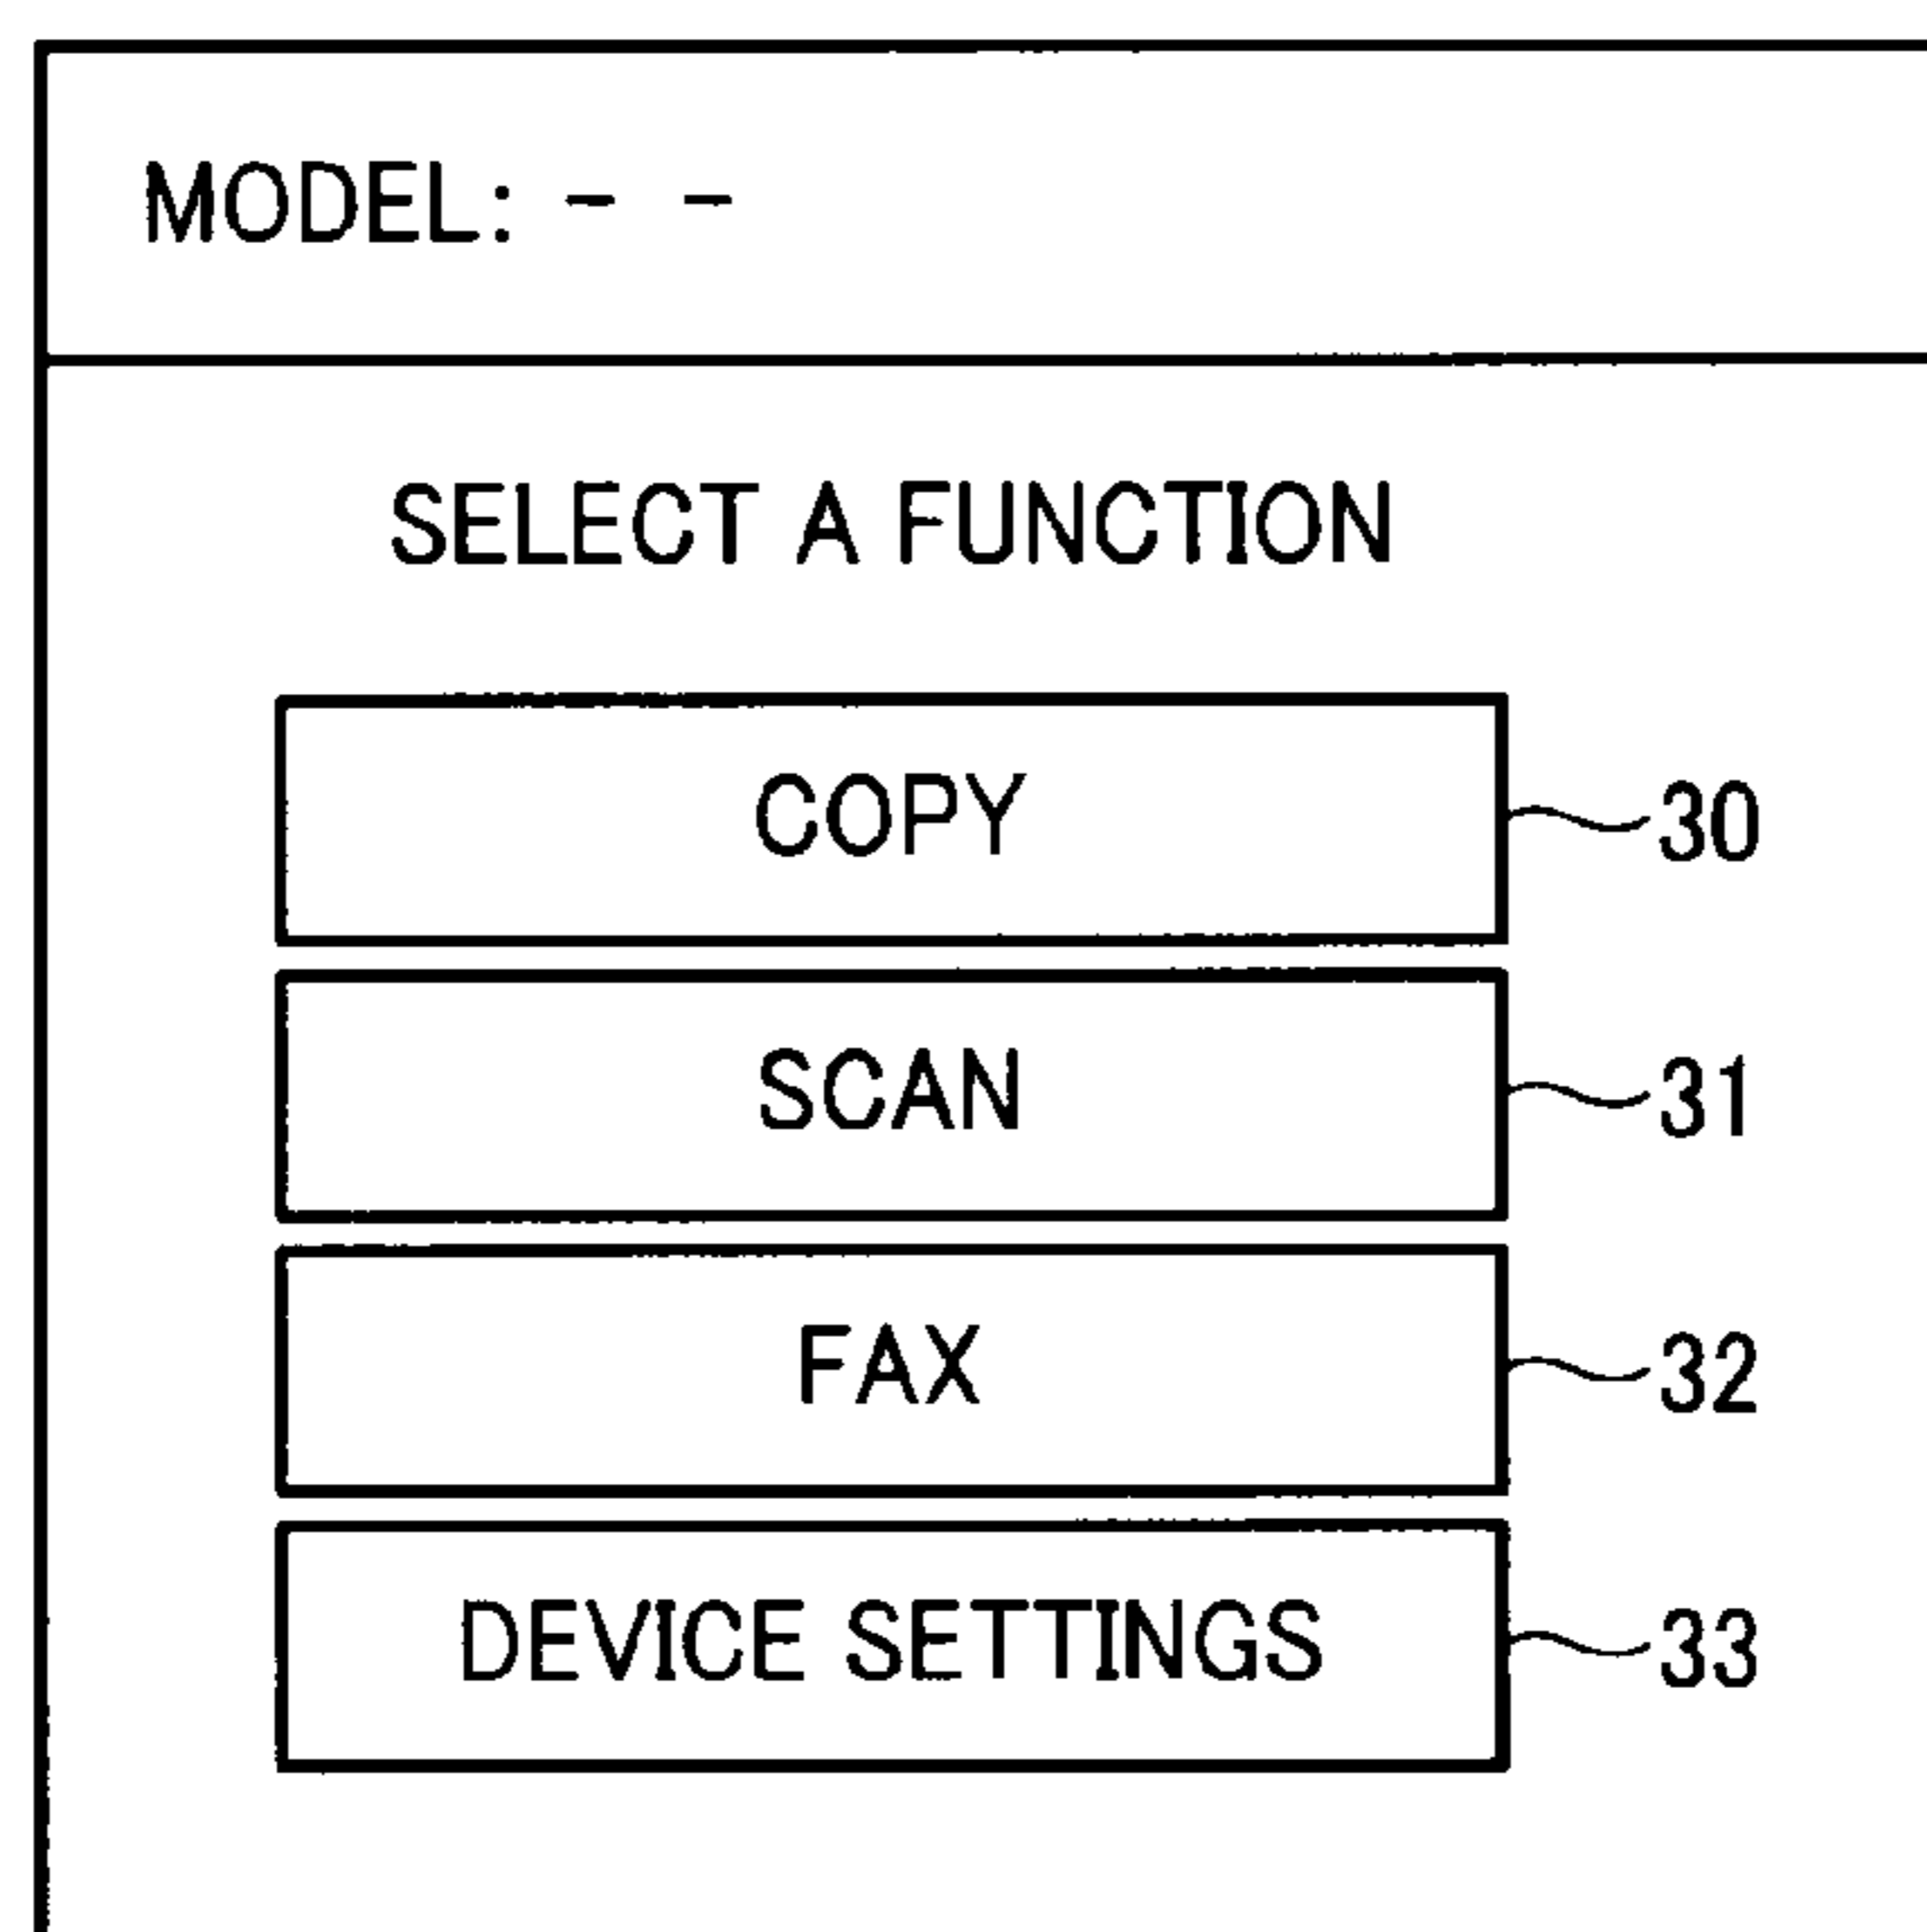 MODEL: - -
SELECT A FUNCTION
COPY 30
SCAN 31
FAX 32
DEVICE SETTINGS 33